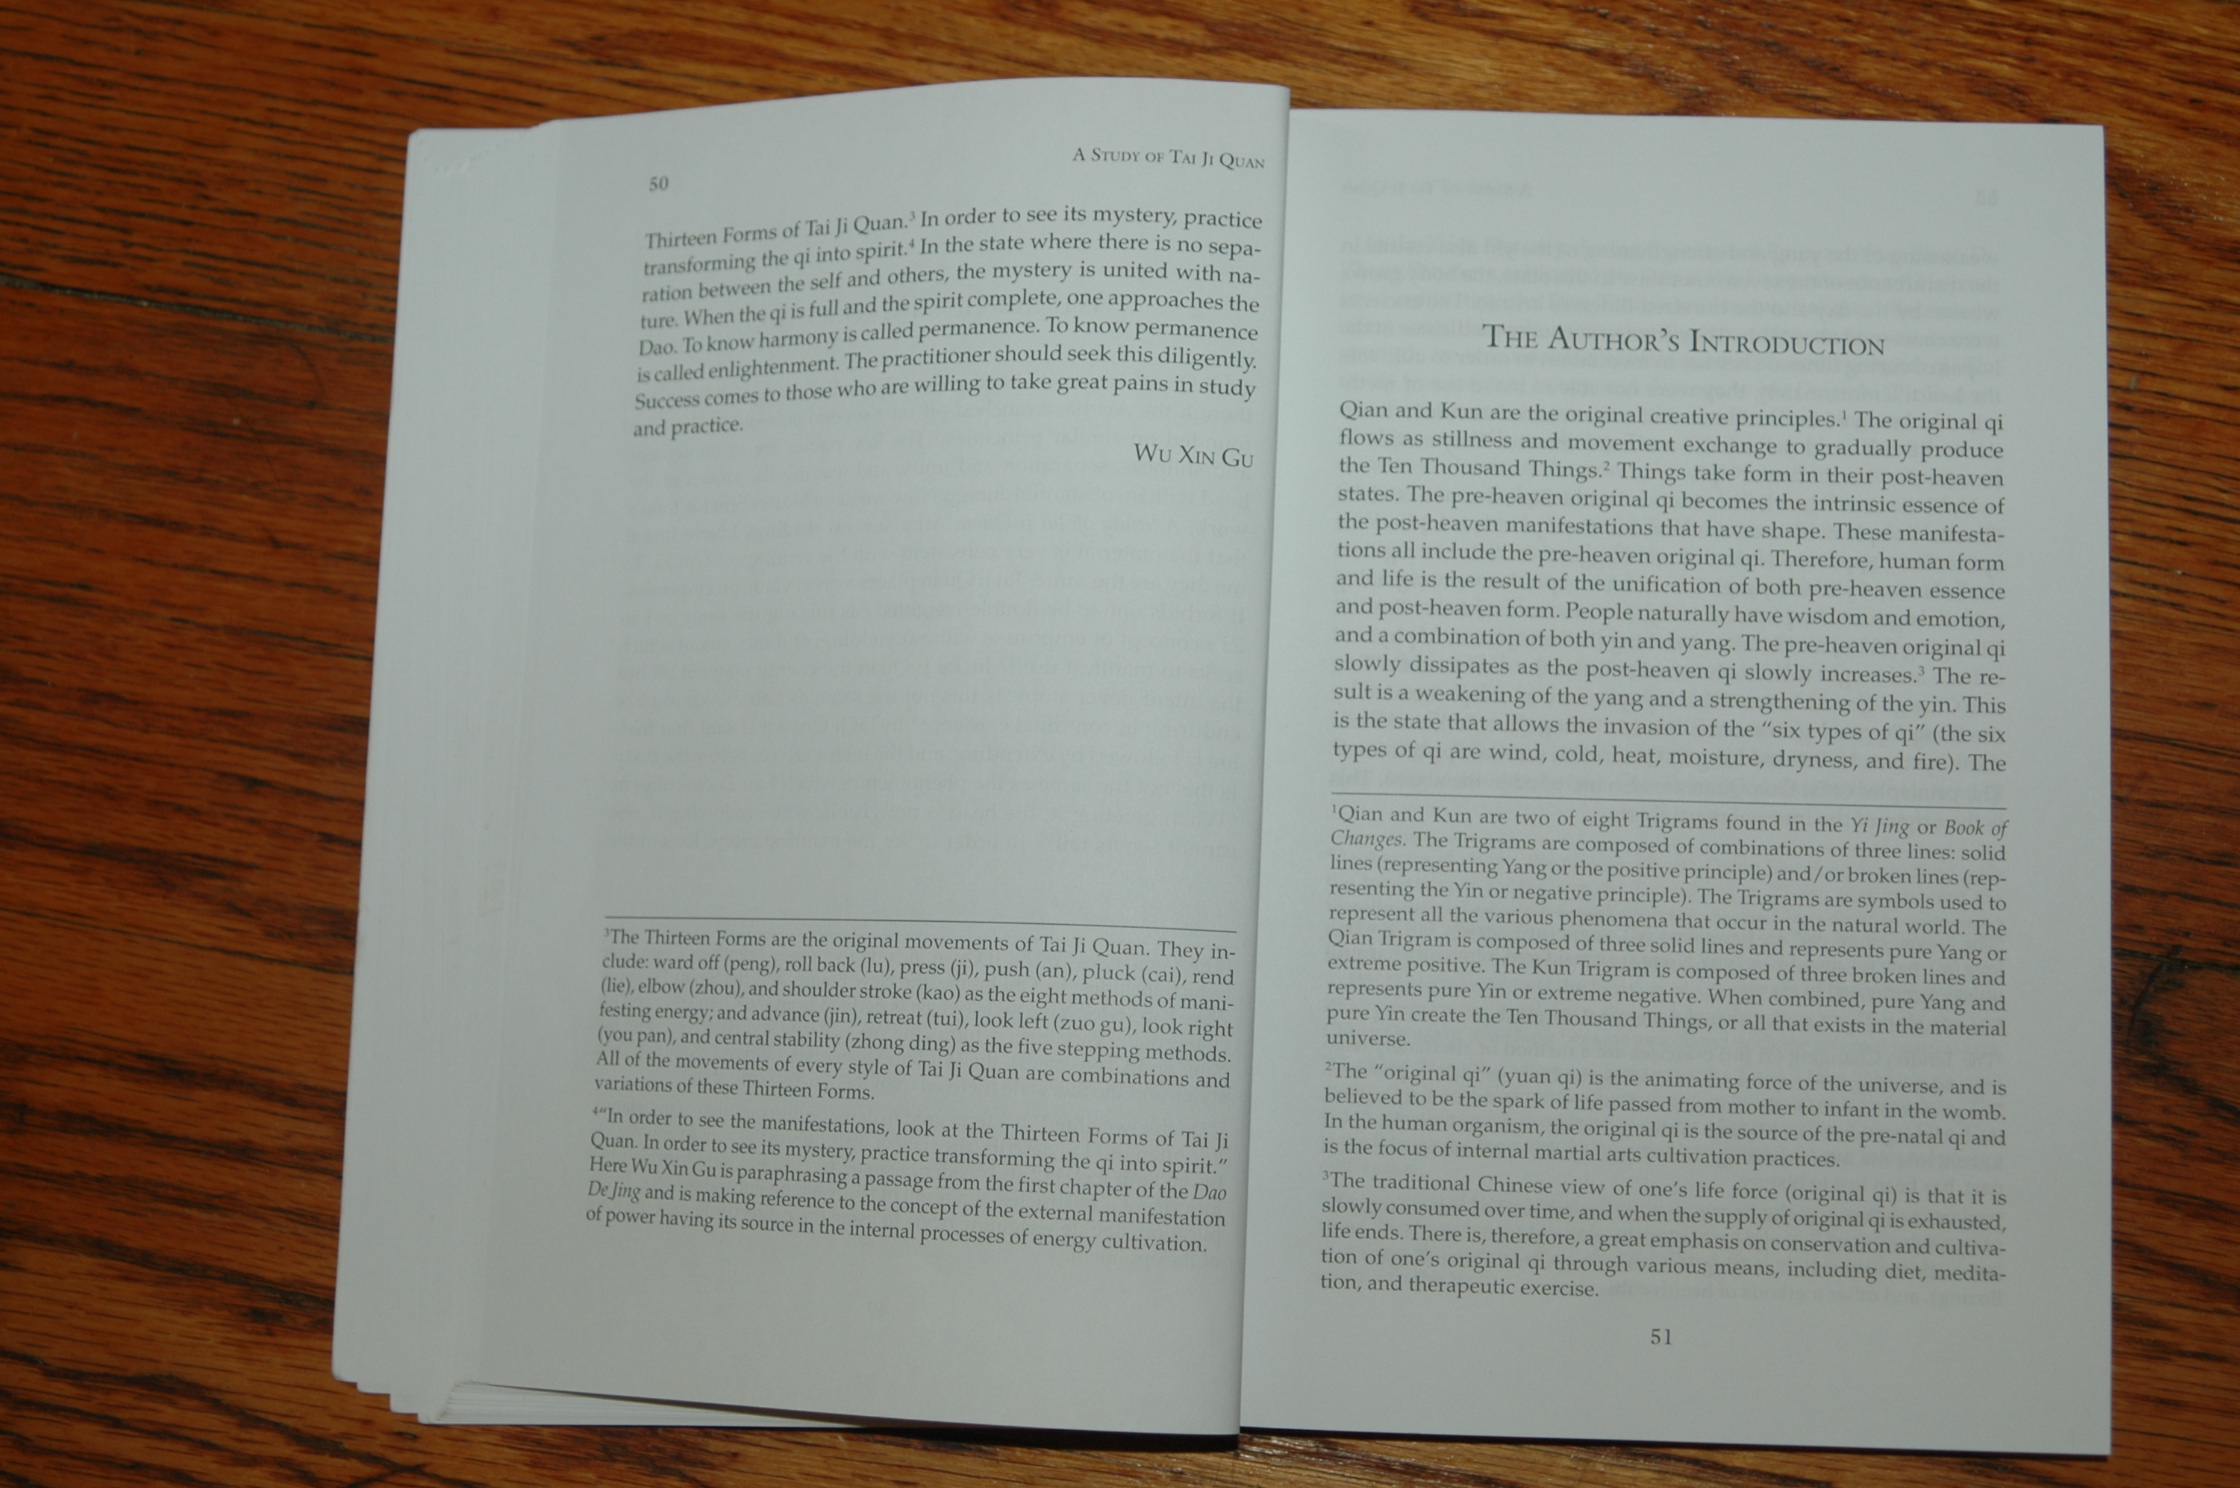 A Study of Tai Ji Quan
50
Thirteen Forms of Tai Ji Quan.³ In order to see its mystery, practice
transforming the qi into spirit.⁴ In the state where there is no sepa-
ration between the self and others, the mystery is united with na-
ture. When the qi is full and the spirit complete, one approaches the
Dao. To know harmony is called permanence. To know permanence
is called enlightenment. The practitioner should seek this diligently.
Success comes to those who are willing to take great pains in study
and practice.
Wu Xin Gu
³The Thirteen Forms are the original movements of Tai Ji Quan. They in-
clude: ward off (peng), roll back (lu), press (ji), push (an), pluck (cai), rend
(lie), elbow (zhou), and shoulder stroke (kao) as the eight methods of mani-
festing energy; and advance (jin), retreat (tui), look left (zuo gu), look right
(you pan), and central stability (zhong ding) as the five stepping methods.
All of the movements of every style of Tai Ji Quan are combinations and
variations of these Thirteen Forms.
⁴“In order to see the manifestations, look at the Thirteen Forms of Tai Ji
Quan. In order to see its mystery, practice transforming the qi into spirit.”
Here Wu Xin Gu is paraphrasing a passage from the first chapter of the Dao
De Jing and is making reference to the concept of the external manifestation
of power having its source in the internal processes of energy cultivation.
The Author’s Introduction
Qian and Kun are the original creative principles.¹ The original qi
flows as stillness and movement exchange to gradually produce
the Ten Thousand Things.² Things take form in their post-heaven
states. The pre-heaven original qi becomes the intrinsic essence of
the post-heaven manifestations that have shape. These manifesta-
tions all include the pre-heaven original qi. Therefore, human form
and life is the result of the unification of both pre-heaven essence
and post-heaven form. People naturally have wisdom and emotion,
and a combination of both yin and yang. The pre-heaven original qi
slowly dissipates as the post-heaven qi slowly increases.³ The re-
sult is a weakening of the yang and a strengthening of the yin. This
is the state that allows the invasion of the “six types of qi” (the six
types of qi are wind, cold, heat, moisture, dryness, and fire). The
¹Qian and Kun are two of eight Trigrams found in the Yi Jing or Book of
Changes. The Trigrams are composed of combinations of three lines: solid
lines (representing Yang or the positive principle) and/or broken lines (rep-
resenting the Yin or negative principle). The Trigrams are symbols used to
represent all the various phenomena that occur in the natural world. The
Qian Trigram is composed of three solid lines and represents pure Yang or
extreme positive. The Kun Trigram is composed of three broken lines and
represents pure Yin or extreme negative. When combined, pure Yang and
pure Yin create the Ten Thousand Things, or all that exists in the material
universe.
²The “original qi” (yuan qi) is the animating force of the universe, and is
believed to be the spark of life passed from mother to infant in the womb.
In the human organism, the original qi is the source of the pre-natal qi and
is the focus of internal martial arts cultivation practices.
³The traditional Chinese view of one’s life force (original qi) is that it is
slowly consumed over time, and when the supply of original qi is exhausted,
life ends. There is, therefore, a great emphasis on conservation and cultiva-
tion of one’s original qi through various means, including diet, medita-
tion, and therapeutic exercise.
51